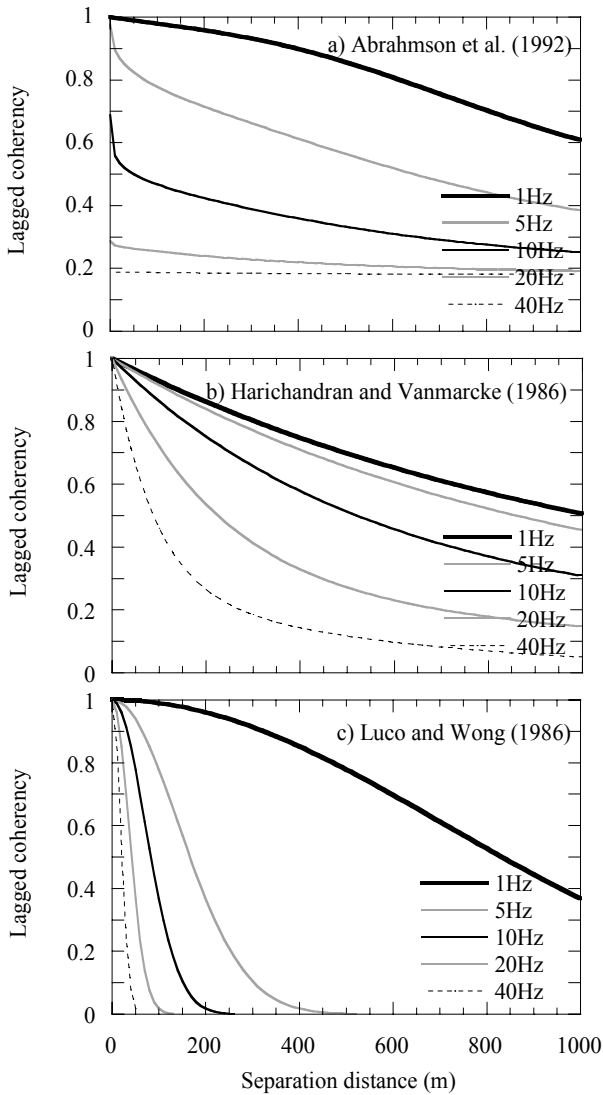 a) Abrahmson et al. (1992)
Lagged coherency
1
0.8
0.6
0.4
0.2
0
1Hz
5Hz
10Hz
20Hz
40Hz
b) Harichandran and Vanmarcke (1986)
Lagged coherency
1
0.8
0.6
0.4
0.2
0
1Hz
5Hz
10Hz
20Hz
40Hz
c) Luco and Wong (1986)
Lagged coherency
1
0.8
0.6
0.4
0.2
0
1Hz
5Hz
10Hz
20Hz
40Hz
0 200 400 600 800 1000
Separation distance (m)